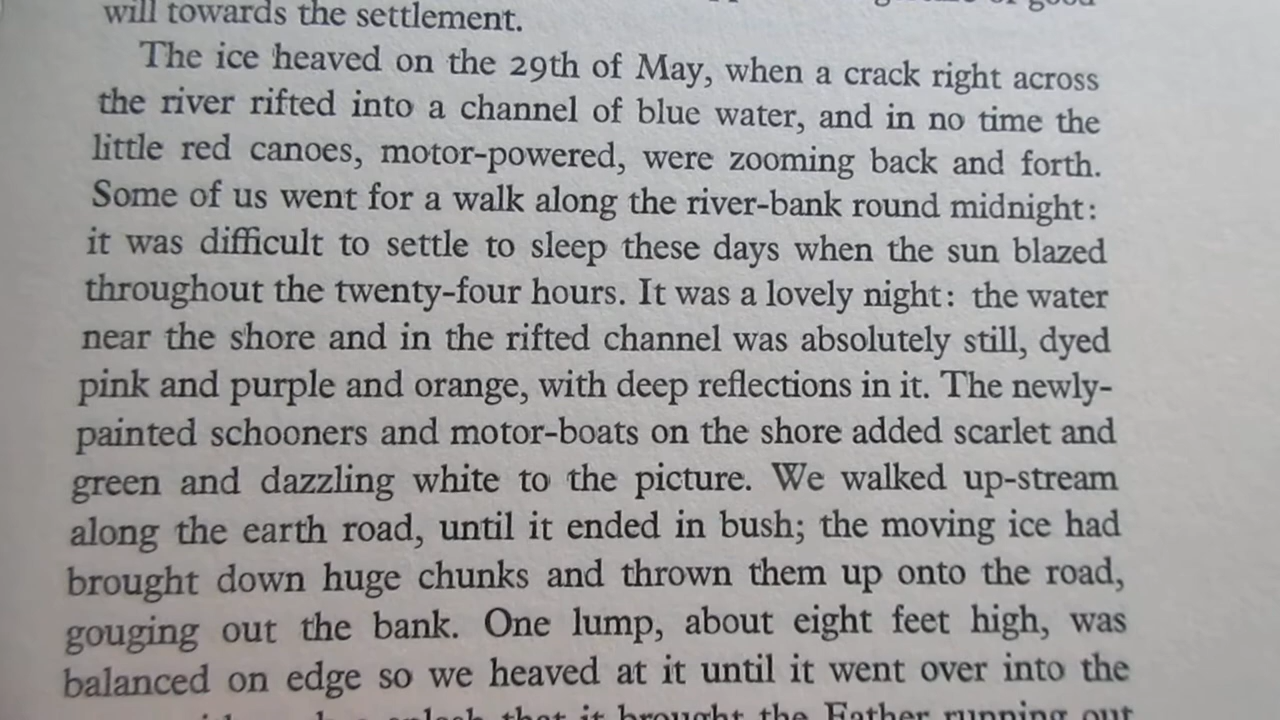 will towards the settlement.
The ice heaved on the 29th of May, when a crack right across
the river rifted into a channel of blue water, and in no time the
little red canoes, motor-powered, were zooming back and forth.
Some of us went for a walk along the river-bank round midnight:
it was difficult to settle to sleep these days when the sun blazed
throughout the twenty-four hours. It was a lovely night: the water
near the shore and in the rifted channel was absolutely still, dyed
pink and purple and orange, with deep reflections in it. The newly-
painted schooners and motor-boats on the shore added scarlet and
green and dazzling white to the picture. We walked up-stream
along the earth road, until it ended in bush; the moving ice had
brought down huge chunks and thrown them up onto the road,
gouging out the bank. One lump, about eight feet high, was
balanced on edge so we heaved at it until it went over into the
splash that it brought the Father running out